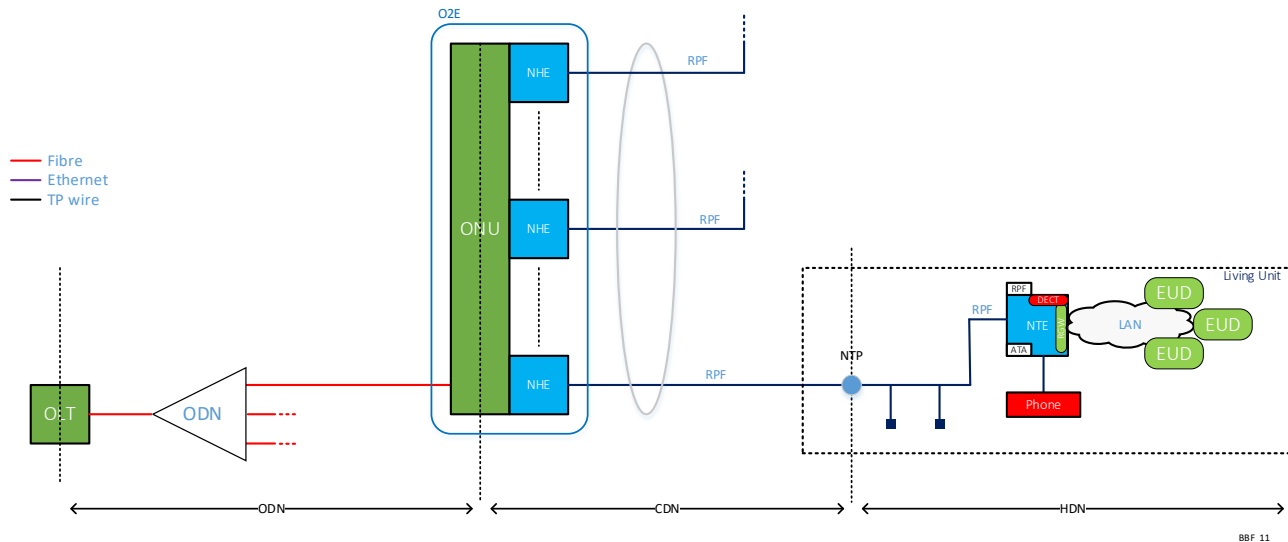 O2E
NHE
RPF
Fibre
Ethernet
TP wire
ONU
NHE
RPF
Living Unit
RPF
DECT
EUD
RPF
NTE
RGW
LAN
EUD
ATA
EUD
NTP
NHE
RPF
OLT
ODN
Phone
ODN
CDN
HDN
BBF 11